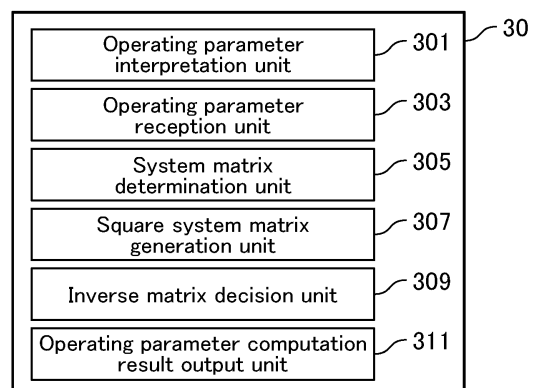 30
Operating parameter
interpretation unit
301
Operating parameter
reception unit
303
System matrix
determination unit
305
Square system matrix
generation unit
307
Inverse matrix decision unit
309
Operating parameter computation
result output unit
311